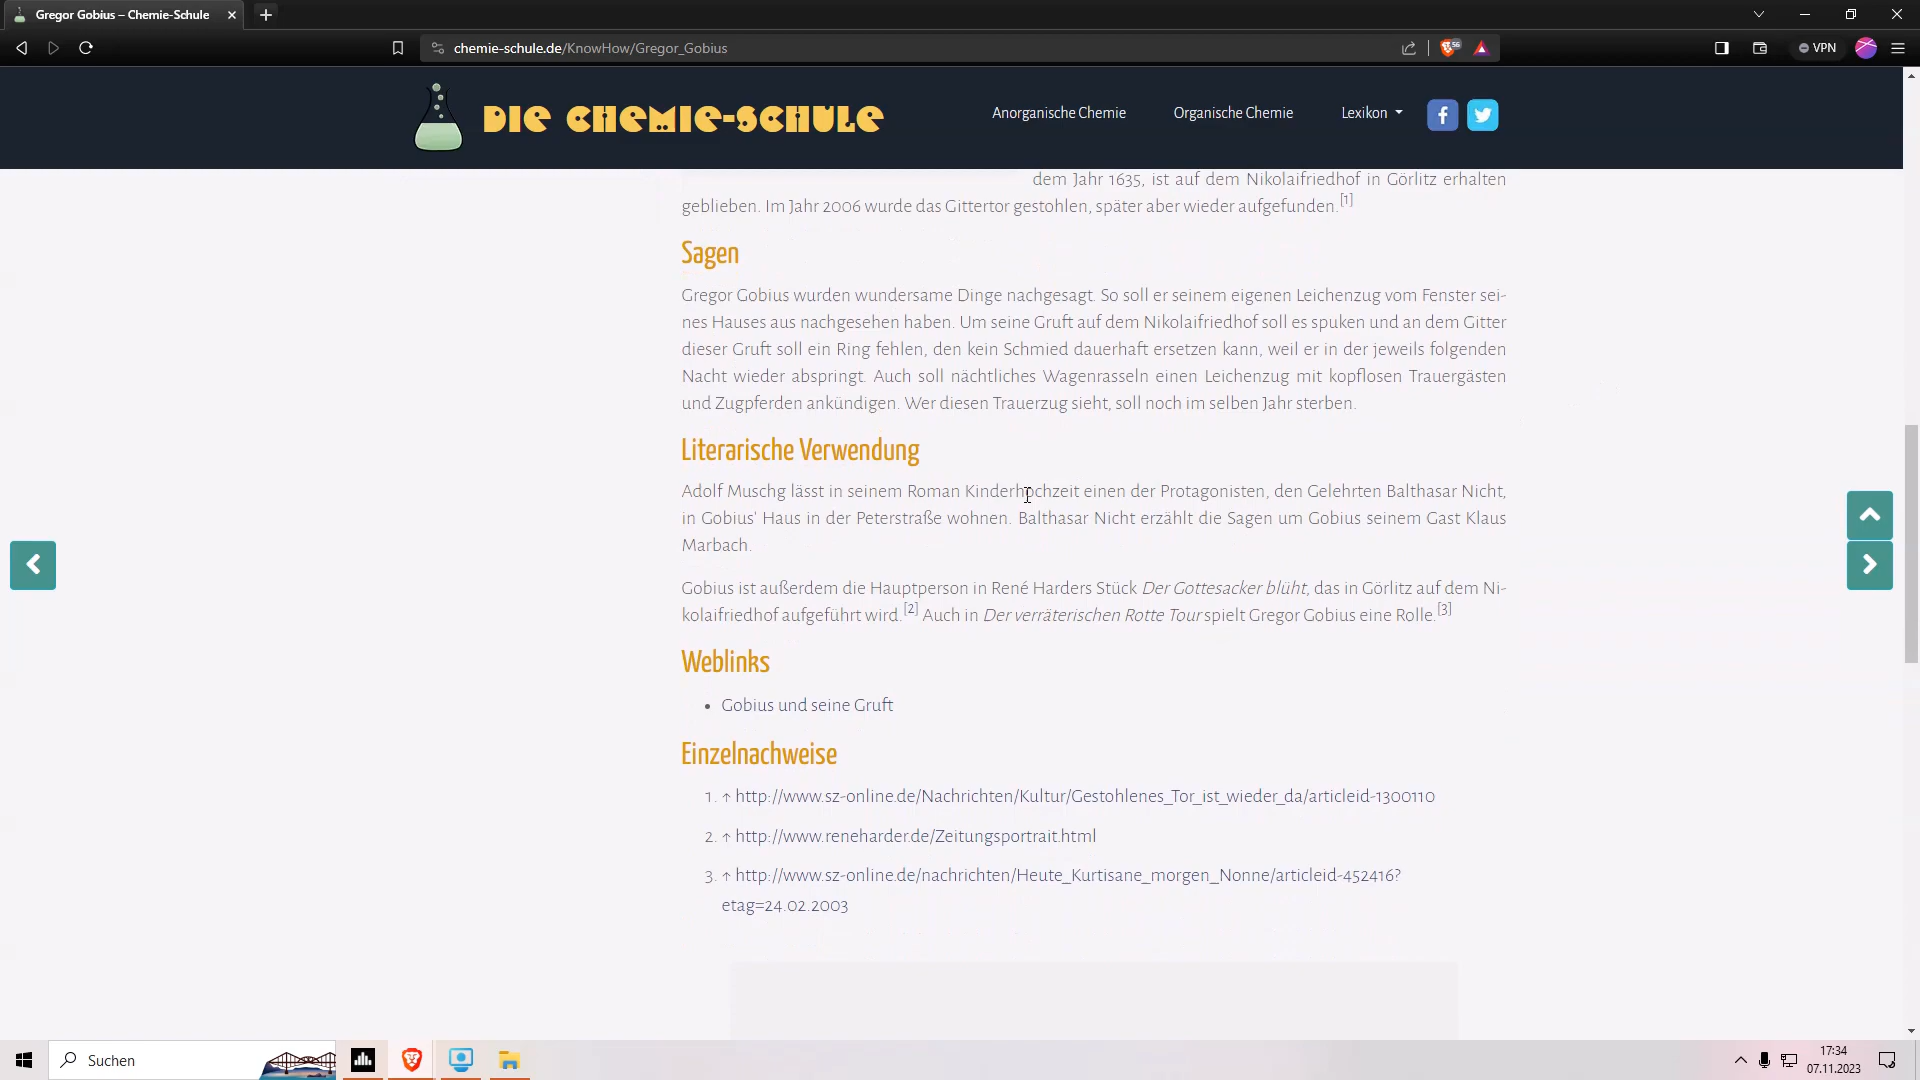 Gregor Gobius – Chemie-Schule
chemie-schule.de/KnowHow/Gregor_Gobius
56
VPN
DIE CHEMIE-SCHULE
Anorganische Chemie
Organische Chemie
Lexikon
dem Jahr 1635, ist auf dem Nikolaifriedhof in Görlitz erhalten
geblieben. Im Jahr 2006 wurde das Gittertor gestohlen, später aber wieder aufgefunden.[1]
Sagen
Gregor Gobius wurden wundersame Dinge nachgesagt. So soll er seinem eigenen Leichenzug vom Fenster sei-
nes Hauses aus nachgesehen haben. Um seine Gruft auf dem Nikolaifriedhof soll es spuken und an dem Gitter
dieser Gruft soll ein Ring fehlen, den kein Schmied dauerhaft ersetzen kann, weil er in der jeweils folgenden
Nacht wieder abspringt. Auch soll nächtliches Wagenrasseln einen Leichenzug mit kopflosen Trauergästen
und Zugpferden ankündigen. Wer diesen Trauerzug sieht, soll noch im selben Jahr sterben.
Literarische Verwendung
Adolf Muschg lässt in seinem Roman Kinderhochzeit einen der Protagonisten, den Gelehrten Balthasar Nicht,
in Gobius' Haus in der Peterstraße wohnen. Balthasar Nicht erzählt die Sagen um Gobius seinem Gast Klaus
Marbach.
Gobius ist außerdem die Hauptperson in René Harders Stück Der Gottesacker blüht, das in Görlitz auf dem Ni-
kolaifriedhof aufgeführt wird.[2] Auch in Der verräterischen Rotte Tour spielt Gregor Gobius eine Rolle.[3]
Weblinks
• Gobius und seine Gruft
Einzelnachweise
1. ↑ http://www.sz-online.de/Nachrichten/Kultur/Gestohlenes_Tor_ist_wieder_da/articleid-1300110
2. ↑ http://www.reneharder.de/Zeitungsportrait.html
3. ↑ http://www.sz-online.de/nachrichten/Heute_Kurtisane_morgen_Nonne/articleid-452416?
etag=24.02.2003
Suchen
17:34
07.11.2023